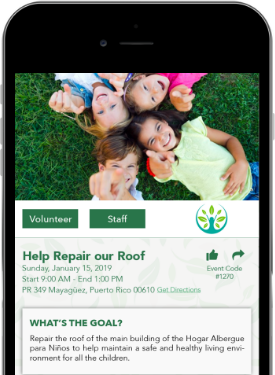 Volunteer
Staff
Help Repair our Roof
Sunday, January 15, 2019
Start 9:00 AM - End 1:00 PM
PR 349 Mayagüez, Puerto Rico 00610 Get Directions
Event Code
#1270
WHAT'S THE GOAL?
Repair the roof of the main building of the Hogar Albergue
para Niños to help maintain a safe and healthy living envi-
ronment for all the children.